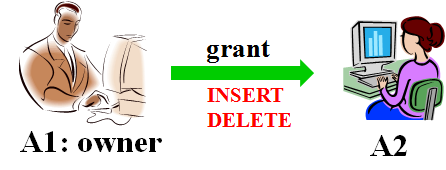 grant
INSERT
DELETE
A1: owner
A2